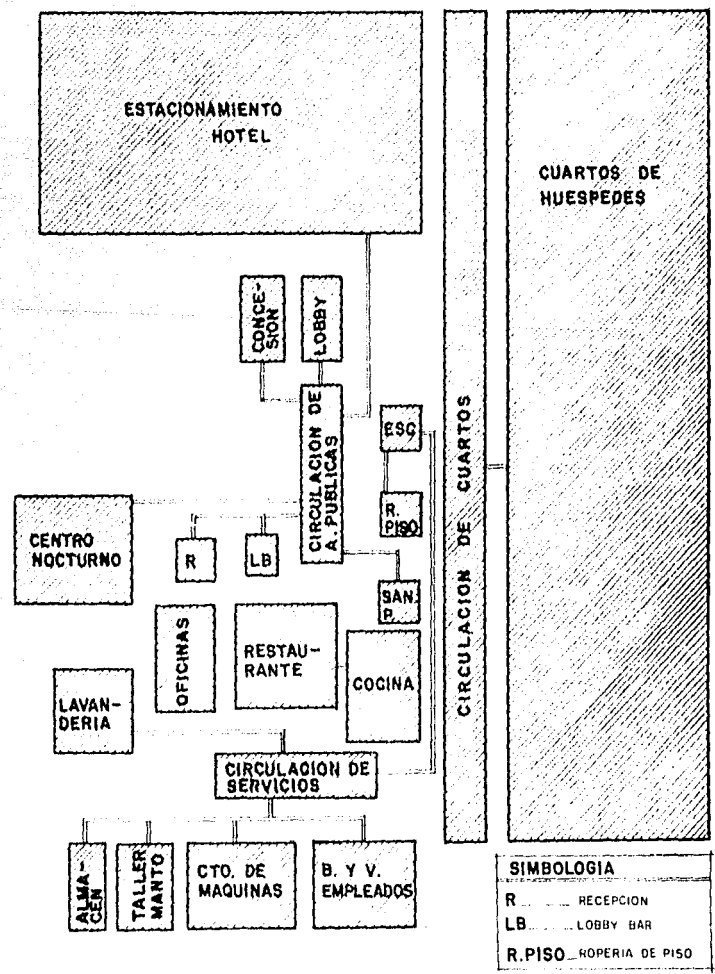 ESTACIONAMIENTO
HOTEL
CUARTOS DE
HUESPEDES
CONCE-
SION
LOBBY
CIRCULACION DE
A. PUBLICAS
ESC
R.
PISO
CIRCULACION DE CUARTOS
CENTRO
NOCTURNO
R
LB
SAN.
P.
OFICINAS
RESTAU-
RANTE
COCINA
LAVAN-
DERIA
CIRCULACION DE
SERVICIOS
ALMA-
CEN
TALLER
MANTO
CTO. DE
MAQUINAS
B. Y V.
EMPLEADOS
SIMBOLOGIA
R ...... RECEPCION
LB ...... LOBBY BAR
R.PISO ROPERIA DE PISO